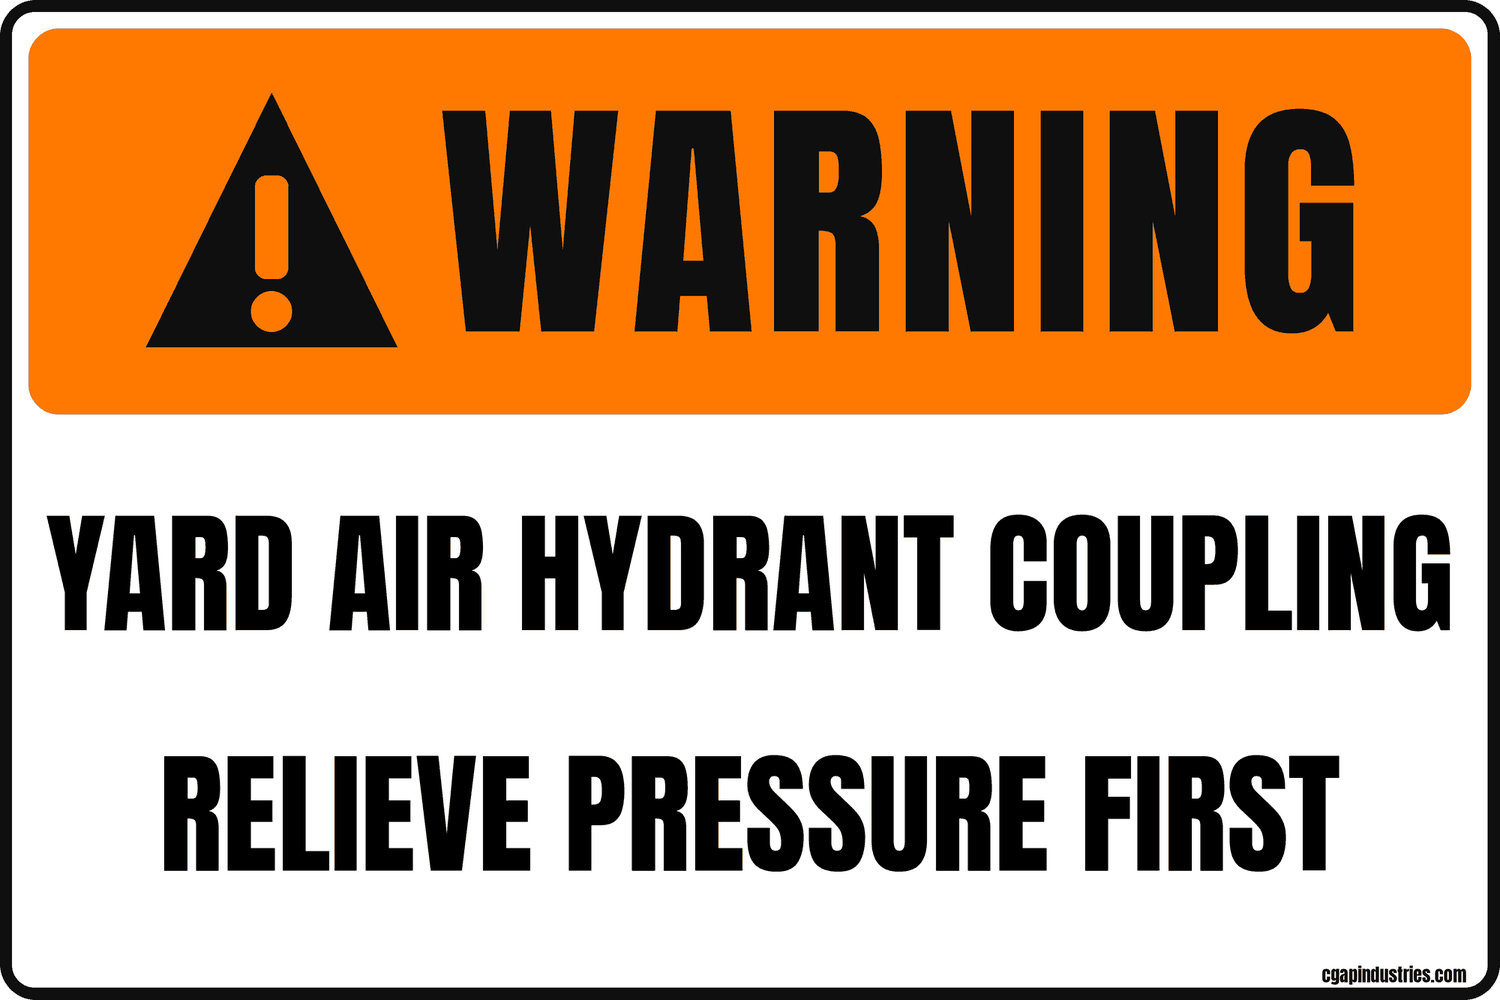 WARNING
YARD AIR HYDRANT COUPLING
RELIEVE PRESSURE FIRST
cgapindustries.com